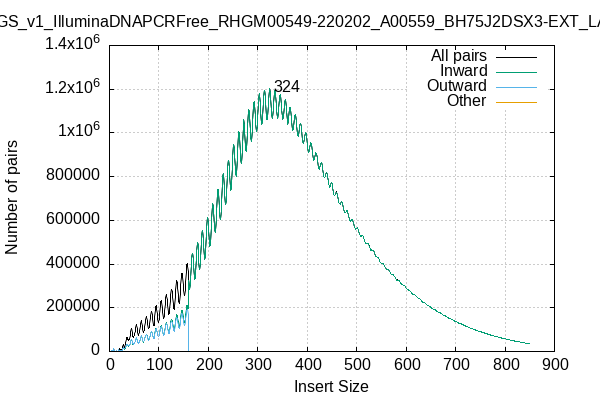 GS_v1_IlluminaDNAPCRFree_RHGM00549-220202_A00559_BH75J2DSX3-EXT_LA
1.4x10^6
1.2x10^6
1x10^6
800000
600000
400000
200000
0
Number of pairs
324
All pairs
Inward
Outward
Other
0 100 200 300 400 500 600 700 800 900
Insert Size